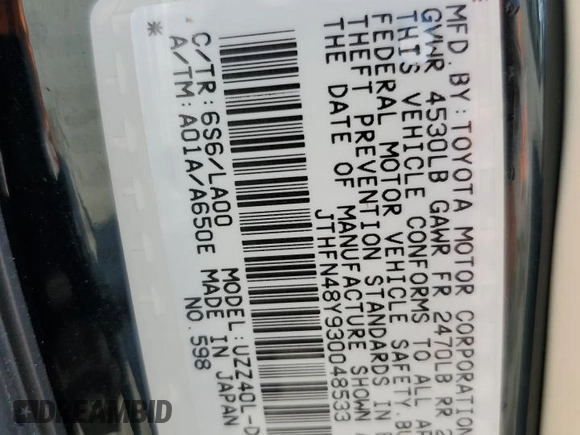 MFD. BY: TOYOTA MOTOR CORPORATION
GVWR 4530LB GAWR FR 2470LB RR
THIS VEHICLE CONFORMS TO ALL
FEDERAL MOTOR VEHICLE SAFETY,
THEFT PREVENTION STANDARDS IN
THE DATE OF MANUFACTURE SHOWN
JTHFN48Y930048533
*
C/TR: 6S6/LA00 MODEL: UZZ40L-
A/TM: A01A/A650E MADE IN JAPAN
NO. 598
DREAMBID